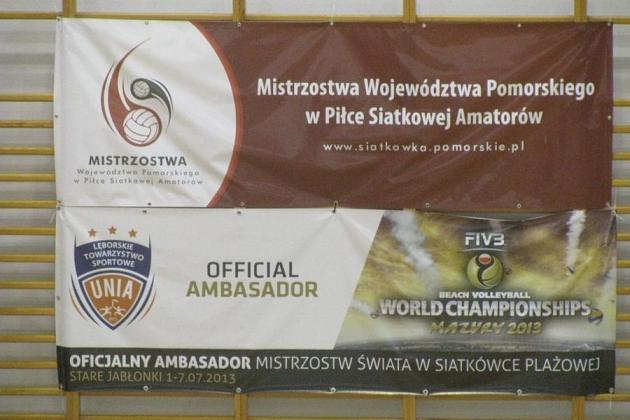 MISTRZOSTWA
Województwa Pomorskiego
w Piłce Siatkowej Amatorów
Mistrzostwa Województwa Pomorskiego
w Piłce Siatkowej Amatorów
www.siatkowka.pomorskie.pl
LĘBORSKIE
TOWARZYSTWO
SPORTOWE
UNIA
OFFICIAL
AMBASADOR
FIVB
BEACH VOLLEYBALL
WORLD CHAMPIONSHIPS
MAZURY 2013
OFICJALNY AMBASADOR MISTRZOSTW ŚWIATA W SIATKÓWCE PLAŻOWEJ
STARE JABŁONKI 1-7.07.2013